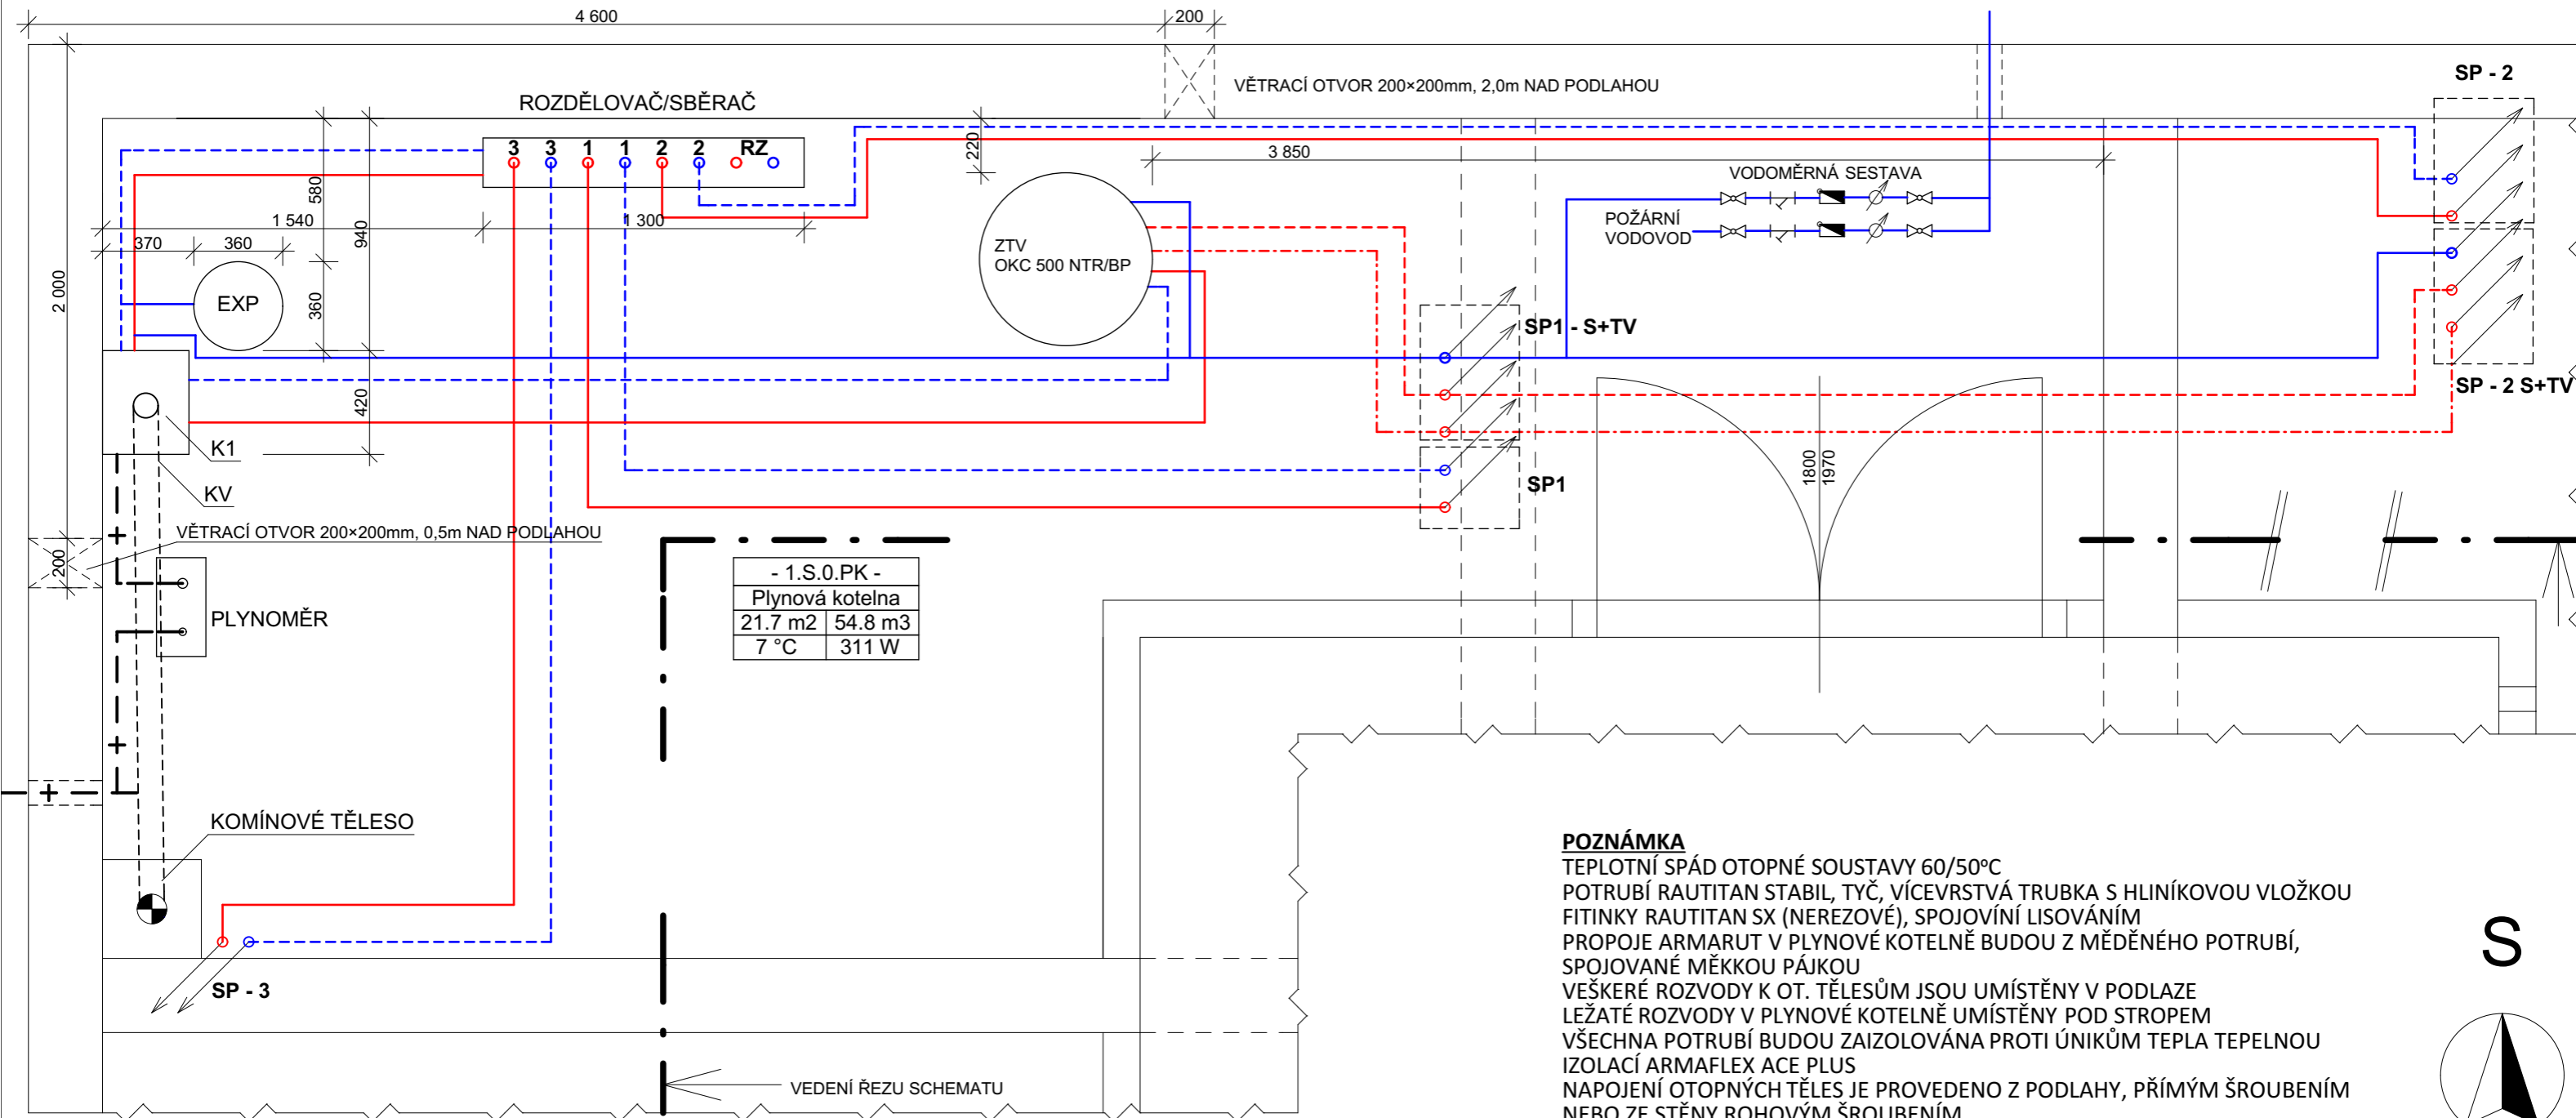 4 600
200
SP - 2
VĚTRACÍ OTVOR 200×200mm, 2,0m NAD PODLAHOU
ROZDĚLOVAČ/SBĚRAČ
3 3 1 1 2 2 RZ
220
3 850
VODOMĚRNÁ SESTAVA
580
1 540
1 300
940
POŽÁRNÍ
VODOVOD
370
360
ZTV
OKC 500 NTR/BP
2 000
EXP
360
SP1 - S+TV
SP - 2 S+TV
420
K1
1800
1970
KV
SP1
VĚTRACÍ OTVOR 200×200mm, 0,5m NAD PODLAHOU
200
- 1.S.0.PK -
Plynová kotelna
21.7 m2 54.8 m3
7 °C 311 W
PLYNOMĚR
KOMÍNOVÉ TĚLESO
SP - 3
VEDENÍ ŘEZU SCHEMATU
POZNÁMKA
TEPLOTNÍ SPÁD OTOPNÉ SOUSTAVY 60/50ºC
POTRUBÍ RAUTITAN STABIL, TYČ, VÍCEVRSTVÁ TRUBKA S HLINÍKOVOU VLOŽKOU
FITINKY RAUTITAN SX (NEREZOVÉ), SPOJOVÍNÍ LISOVÁNÍM
PROPOJE ARMARUT V PLYNOVÉ KOTELNĚ BUDOU Z MĚDĚNÉHO POTRUBÍ,
SPOJOVANÉ MĚKKOU PÁJKOU
VEŠKERÉ ROZVODY K OT. TĚLESŮM JSOU UMÍSTĚNY V PODLAZE
LEŽATÉ ROZVODY V PLYNOVÉ KOTELNĚ UMÍSTĚNY POD STROPEM
VŠECHNA POTRUBÍ BUDOU ZAIZOLOVÁNA PROTI ÚNIKŮM TEPLA TEPELNOU
IZOLACÍ ARMAFLEX ACE PLUS
NAPOJENÍ OTOPNÝCH TĚLES JE PROVEDENO Z PODLAHY, PŘÍMÝM ŠROUBENÍM
NEBO ZE STĚNY ROHOVÝM ŠROUBENÍM
S